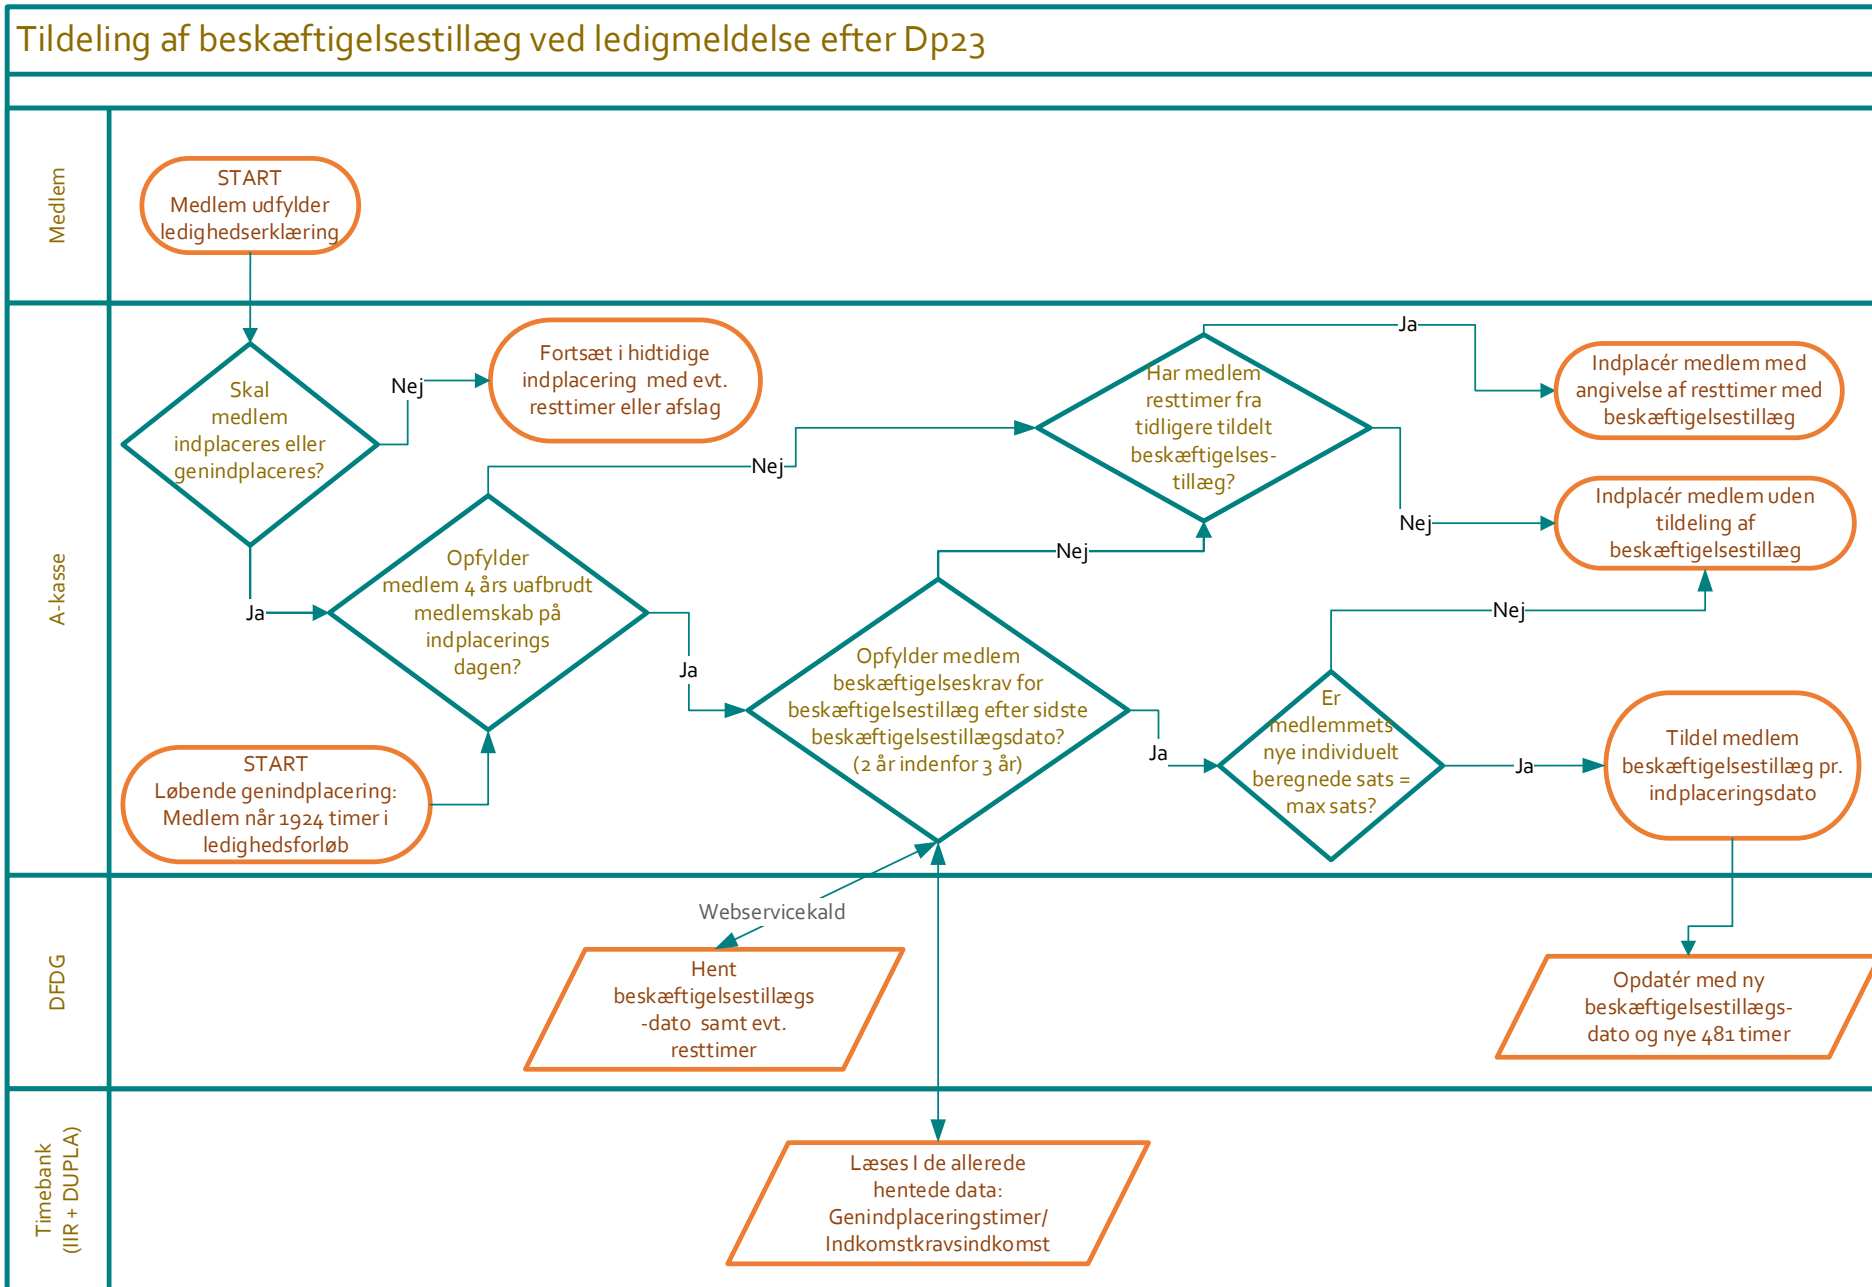 Tildeling af beskæftigelsestillæg ved ledigmeldelse efter Dp23
Medlem
START
Medlem udfylder
ledighedserklæring
A-kasse
Skal
medlem
indplaceres eller
genindplaceres?
Nej
Fortsæt i hidtidige
indplacering med evt.
resttimer eller afslag
Ja
Opfylder
medlem 4 års uafbrudt
medlemskab på
indplacerings
dagen?
Nej
Ja
START
Løbende genindplacering:
Medlem når 1924 timer i
ledighedsforløb
Opfylder medlem
beskæftigelseskrav for
beskæftigelsestillæg efter sidste
beskæftigelsestillægsdato?
(2 år indenfor 3 år)
Nej
Ja
Har medlem
resttimer fra
tidligere tildelt
beskæftigelses-
tillæg?
Ja
Nej
Indplacér medlem med
angivelse af resttimer med
beskæftigelsestillæg
Indplacér medlem uden
tildeling af
beskæftigelsestillæg
Er
medlemmets
nye individuelt
beregnede sats =
max sats?
Nej
Ja
Tildel medlem
beskæftigelsestillæg pr.
indplaceringsdato
DFDG
Webservicekald
Hent
beskæftigelsestillægs
-dato samt evt.
resttimer
Opdatér med ny
beskæftigelsestillægs-
dato og nye 481 timer
Timebank
(IIR + DUPLA)
Læses I de allerede
hentede data:
Genindplaceringstimer/
Indkomstkravsindkomst